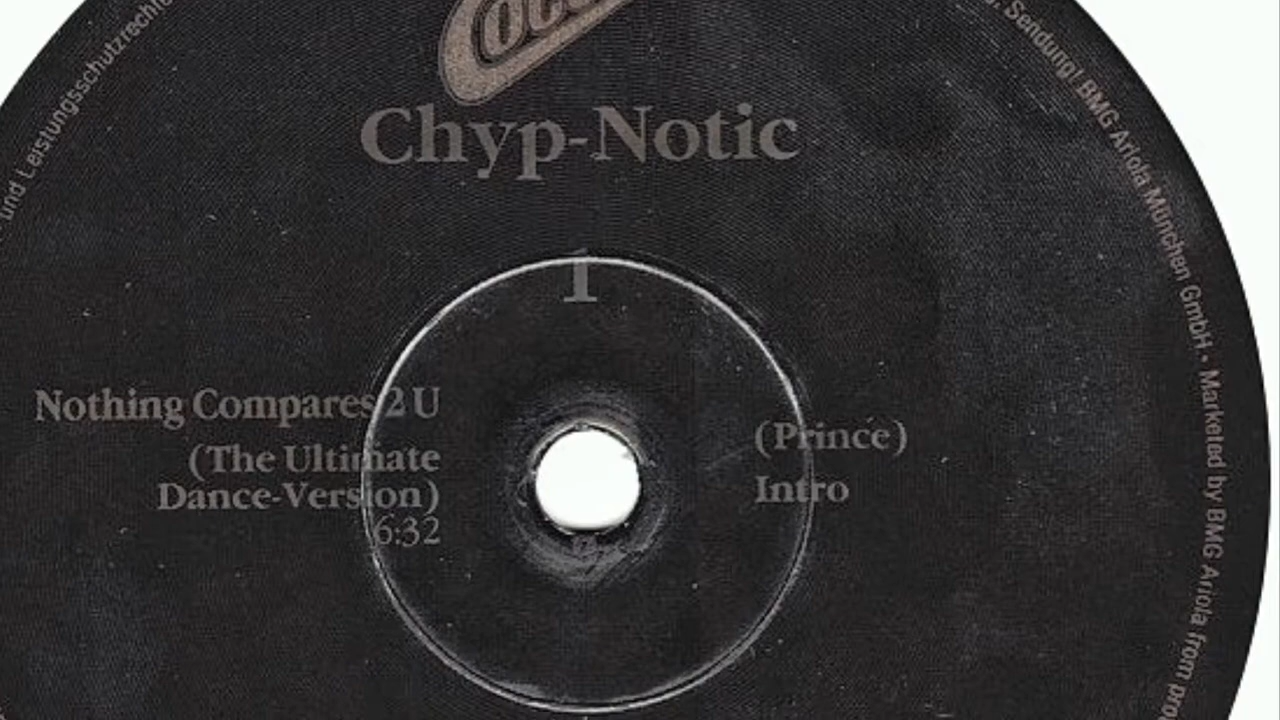 Chyp-Notic
1
Nothing Compares 2 U
(The Ultimate
Dance-Version)
6:32
(Prince)
Intro
und Leistungsschutzrechte
Sendung! BMG Ariola München GmbH • Marketed by BMG Ariola from